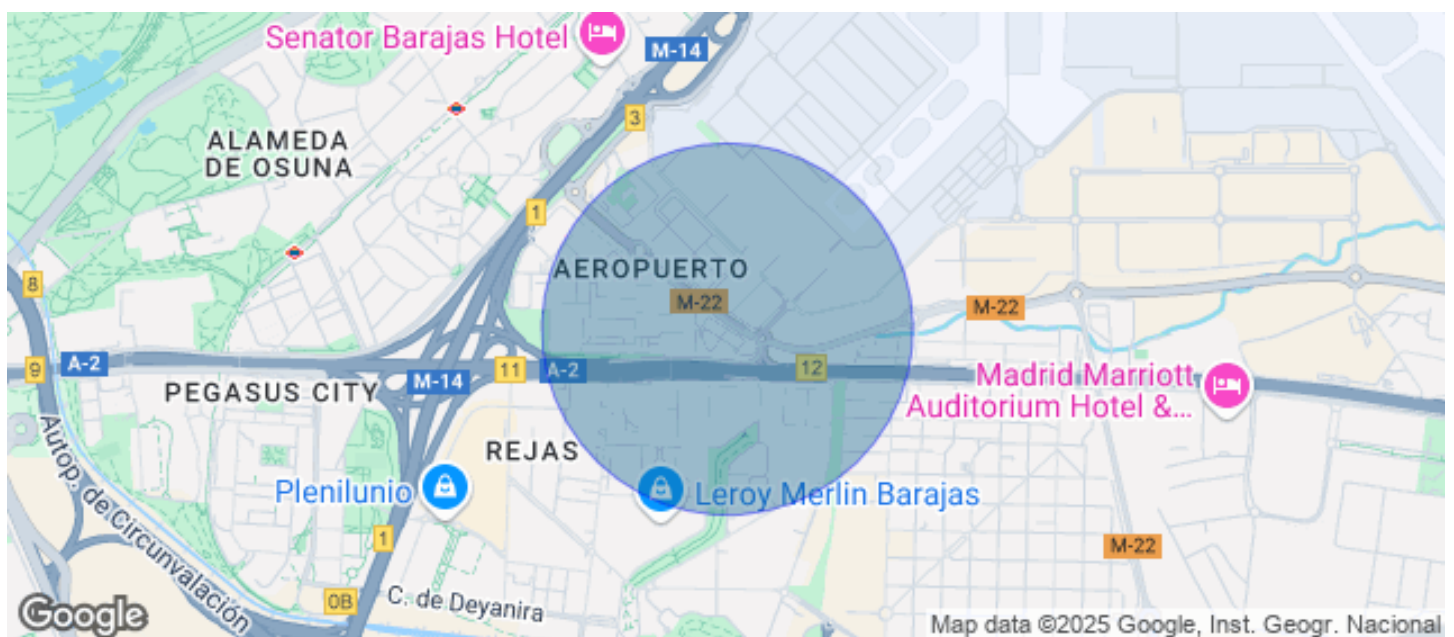 Senator Barajas Hotel
M-14
3
ALAMEDA
DE OSUNA
1
AEROPUERTO
8
M-22
M-22
9
A-2
M-14
11
A-2
12
Madrid Marriott
Auditorium Hotel &...
PEGASUS CITY
REJAS
Plenilunio
Leroy Merlin Barajas
Autop. de Circunvalación
1
M-22
0B
C. de Deyanira
Google
Map data ©2025 Google, Inst. Geogr. Nacional